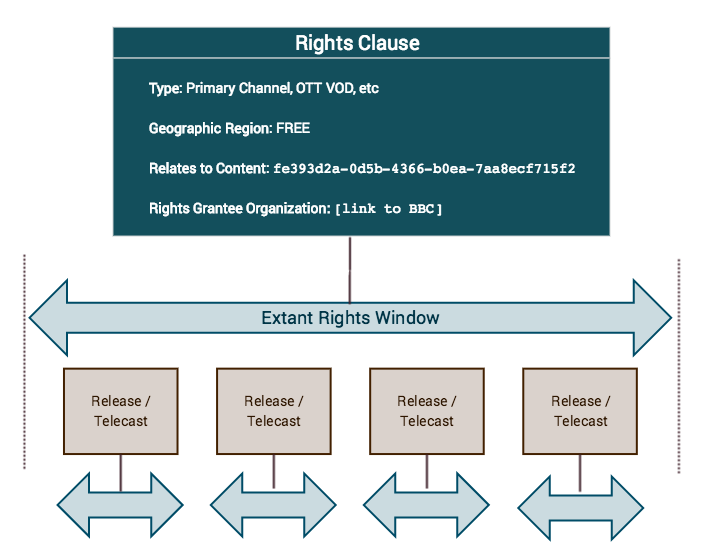 Rights Clause
Type: Primary Channel, OTT VOD, etc
Geographic Region: FREE
Relates to Content: fe393d2a-0d5b-4366-b0ea-7aa8ecf715f2
Rights Grantee Organization: [link to BBC]
Extant Rights Window
Release /
Telecast
Release /
Telecast
Release /
Telecast
Release /
Telecast